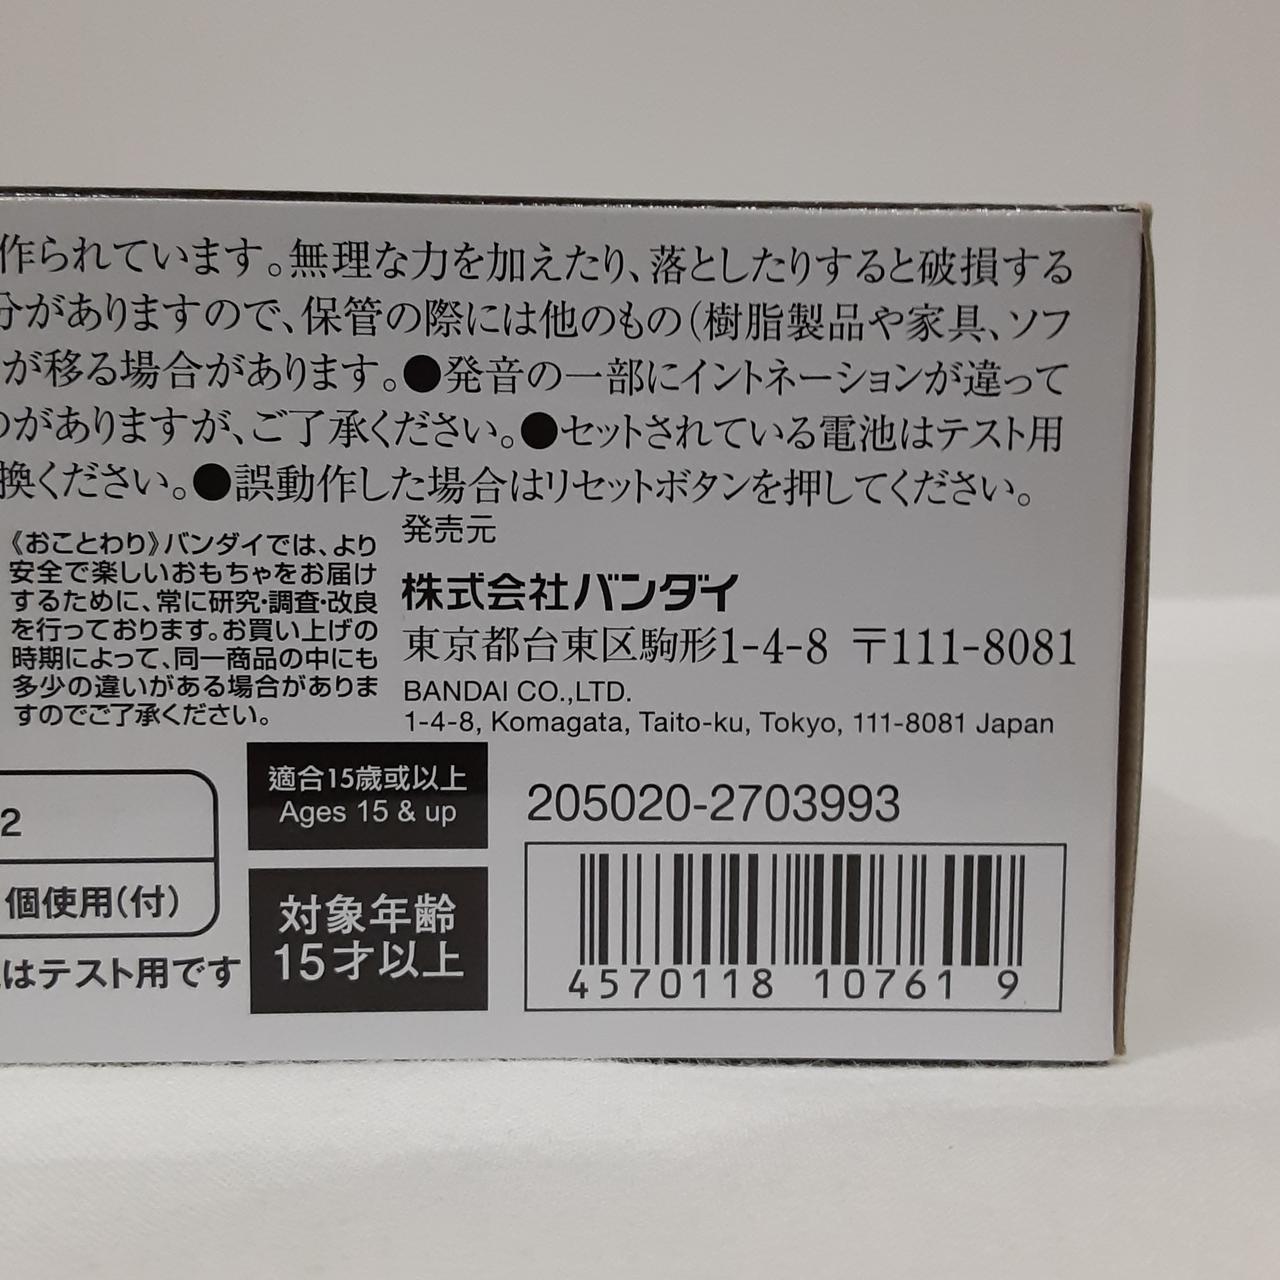 作られています。無理な力を加えたり、落としたりすると破損する
分がありますので、保管の際には他のもの（樹脂製品や家具、ソフ
が移る場合があります。●発音の一部にイントネーションが違って
のがありますが、ご了承ください。●セットされている電池はテスト用
換ください。●誤動作した場合はリセットボタンを押してください。
《おことわり》バンダイでは、より
安全で楽しいおもちゃをお届け
するために、常に研究・調査・改良
を行っております。お買い上げの
時期によって、同一商品の中にも
多少の違いがある場合がありま
すのでご了承ください。
発売元
株式会社バンダイ
東京都台東区駒形1-4-8 〒111-8081
BANDAI CO.,LTD.
1-4-8, Komagata, Taito-ku, Tokyo, 111-8081 Japan
2
個使用（付）
はテスト用です
適合15歲或以上
Ages 15 & up
対象年齢
15才以上
205020-2703993
4570118 10761 9